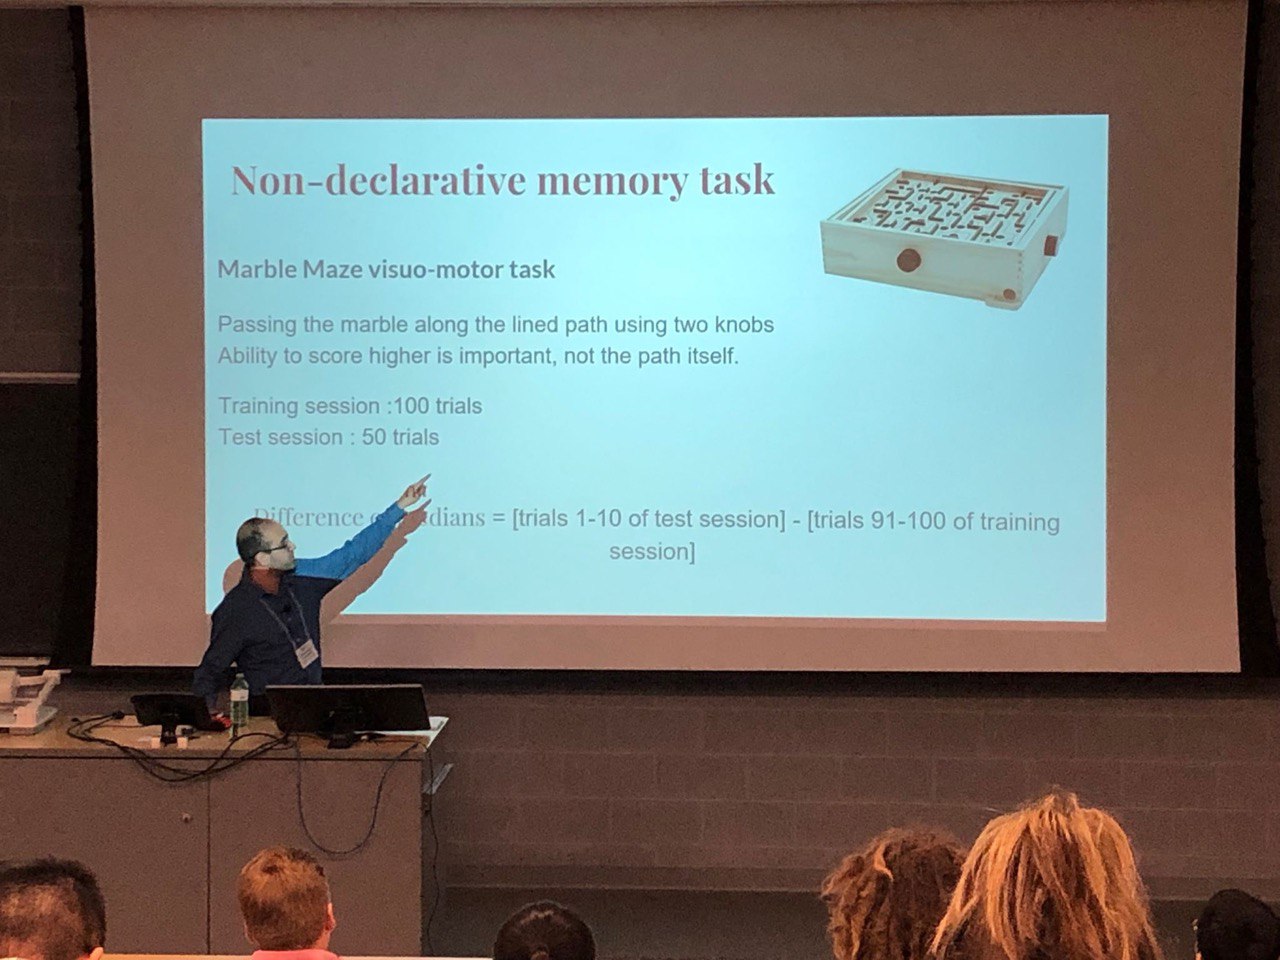 Non-declarative memory task
Marble Maze visuo-motor task
Passing the marble along the lined path using two knobs
Ability to score higher is important, not the path itself.
Training session :100 trials
Test session : 50 trials
Difference dians = [trials 1-10 of test session] - [trials 91-100 of training
session]